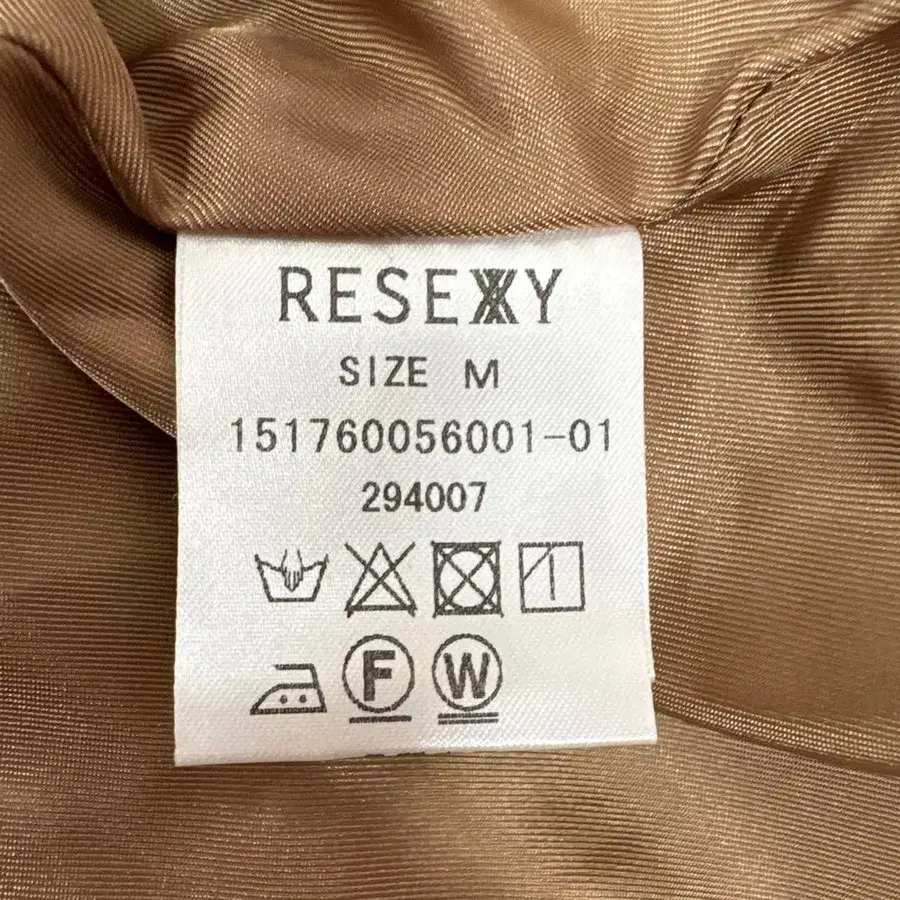 RESEXXY
SIZE M
151760056001-01
294007
F W